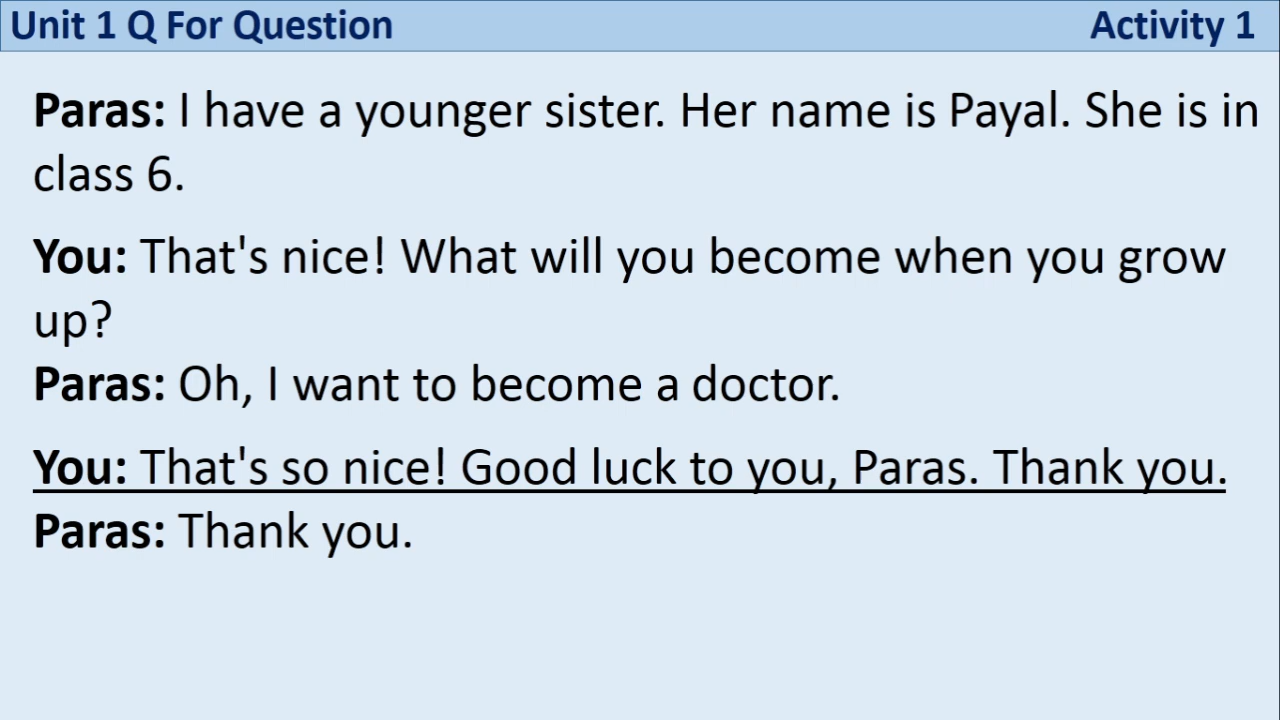 Unit 1 Q For Question Activity 1
Paras: I have a younger sister. Her name is Payal. She is in
class 6.
You: That's nice! What will you become when you grow
up?
Paras: Oh, I want to become a doctor.
You: That's so nice! Good luck to you, Paras. Thank you.
Paras: Thank you.